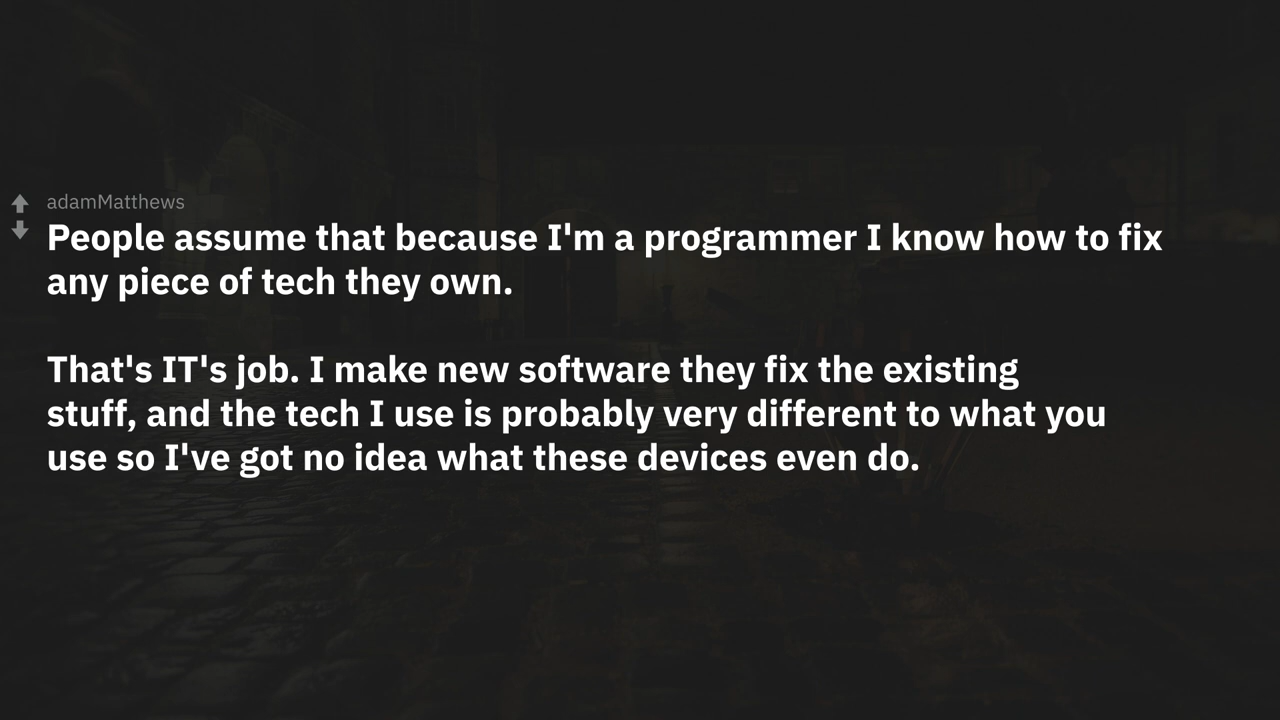 adamMatthews
People assume that because I'm a programmer I know how to fix
any piece of tech they own.
That's IT's job. I make new software they fix the existing
stuff, and the tech I use is probably very different to what you
use so I've got no idea what these devices even do.